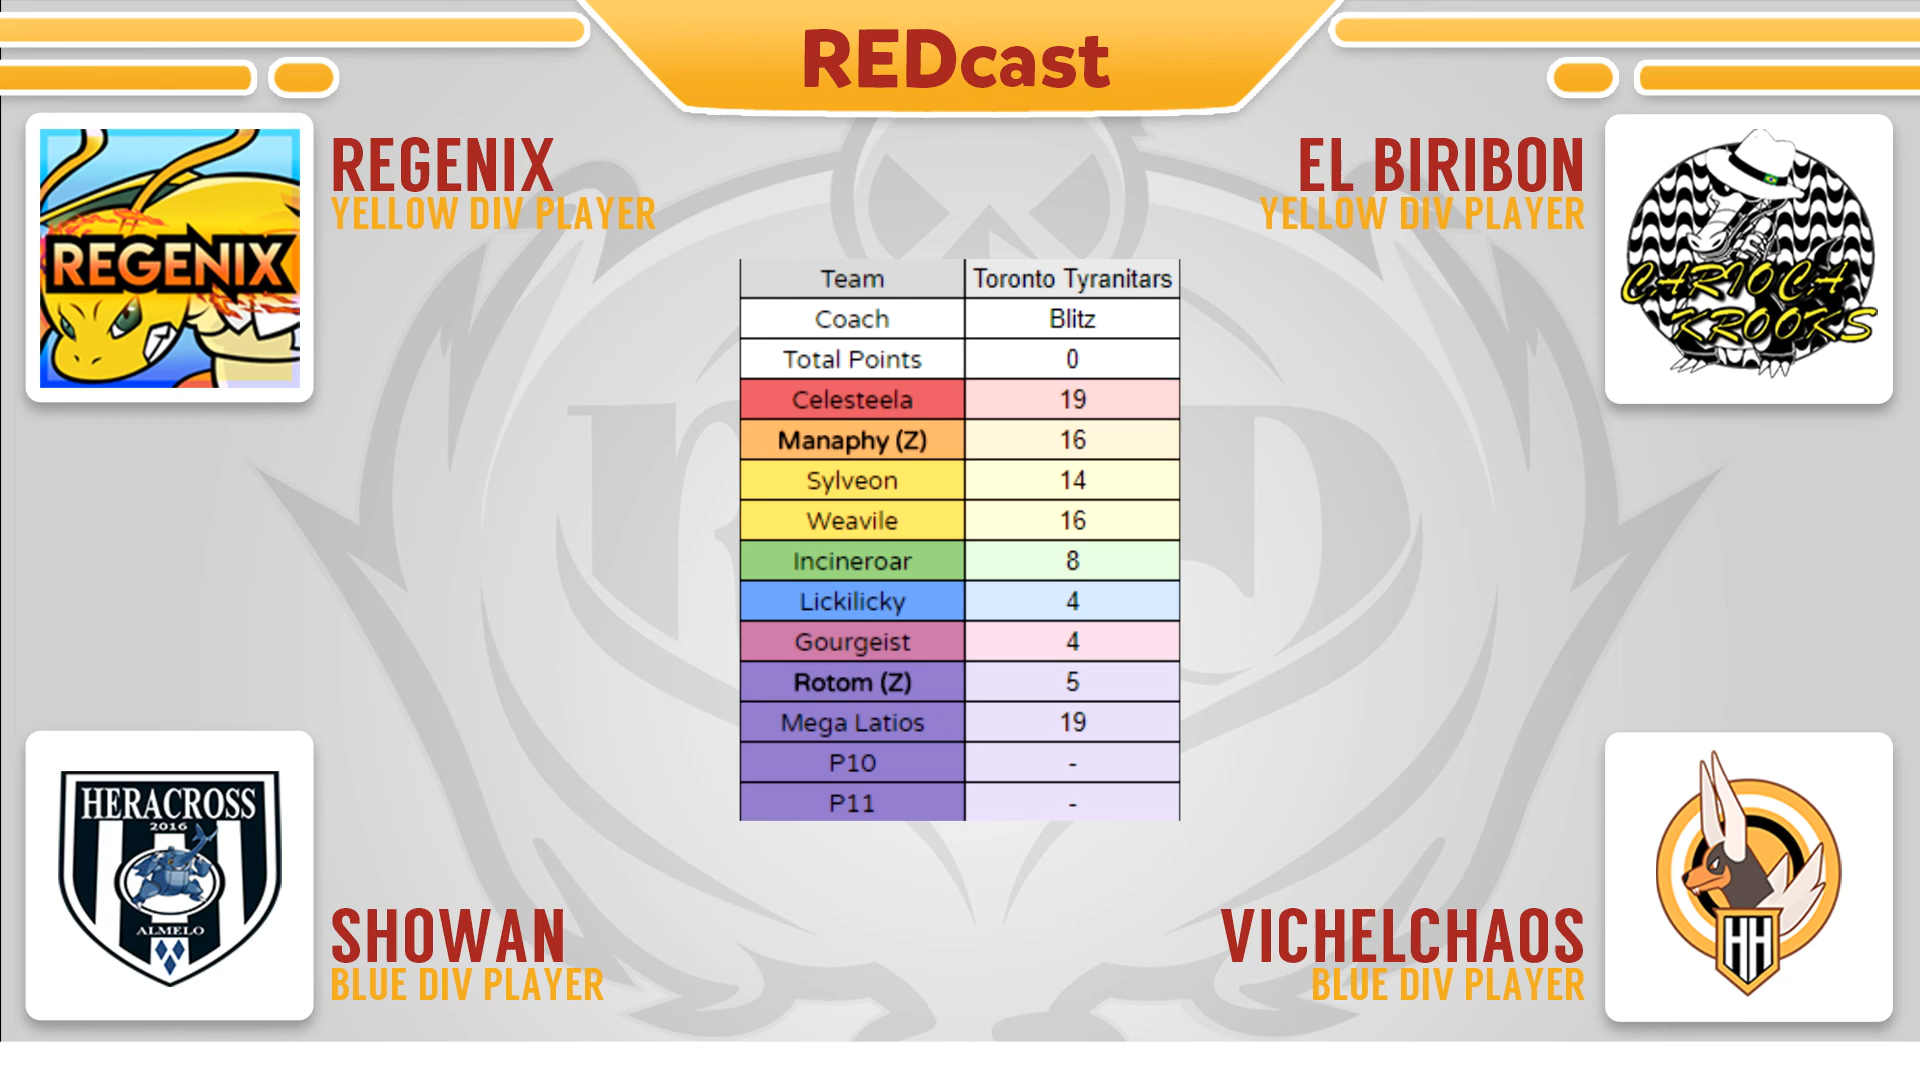 REDcast
REGENIX
YELLOW DIV PLAYER
REGENIX
EL BIRIBON
YELLOW DIV PLAYER
CARIOCA
KROOKS
Team Toronto Tyranitars
Coach Blitz
Total Points 0
Celesteela 19
Manaphy (Z) 16
Sylveon 14
Weavile 16
Incineroar 8
Lickilicky 4
Gourgeist 4
Rotom (Z) 5
Mega Latios 19
P10 -
P11 -
HERACROSS
2016
ALMELO
SHOWAN
BLUE DIV PLAYER
VICHELCHAOS
BLUE DIV PLAYER
HH